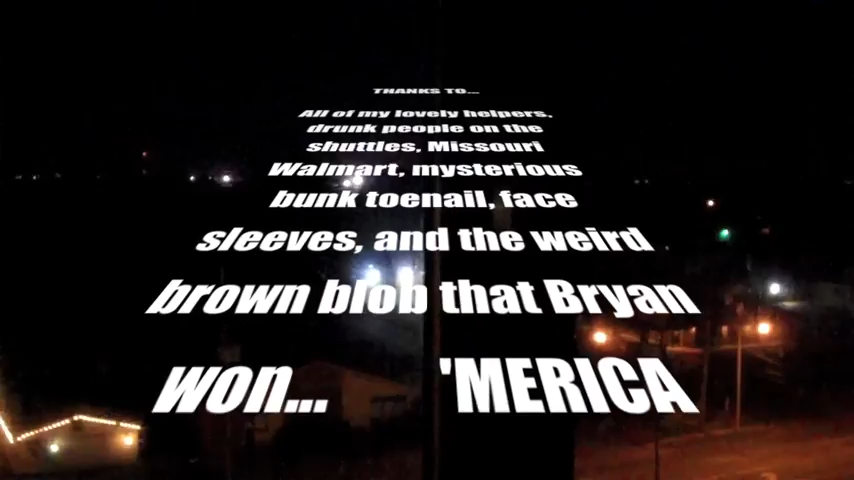 THANKS TO...
All of my lovely helpers,
drunk people on the
shuttles, Missouri
Walmart, mysterious
bunk toenail, face
sleeves, and the weird
brown blob that Bryan
won... 'MERICA